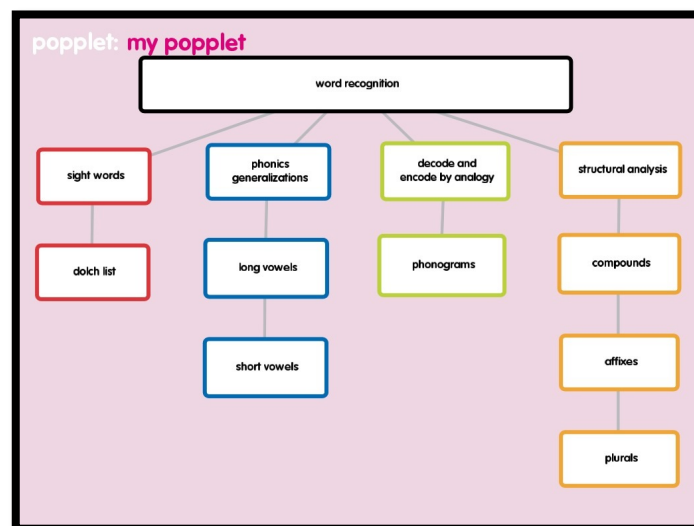 popplet: my popplet
word recognition
sight words
phonics
generalizations
decode and
encode by analogy
structural analysis
dolch list
long vowels
phonograms
compounds
short vowels
affixes
plurals